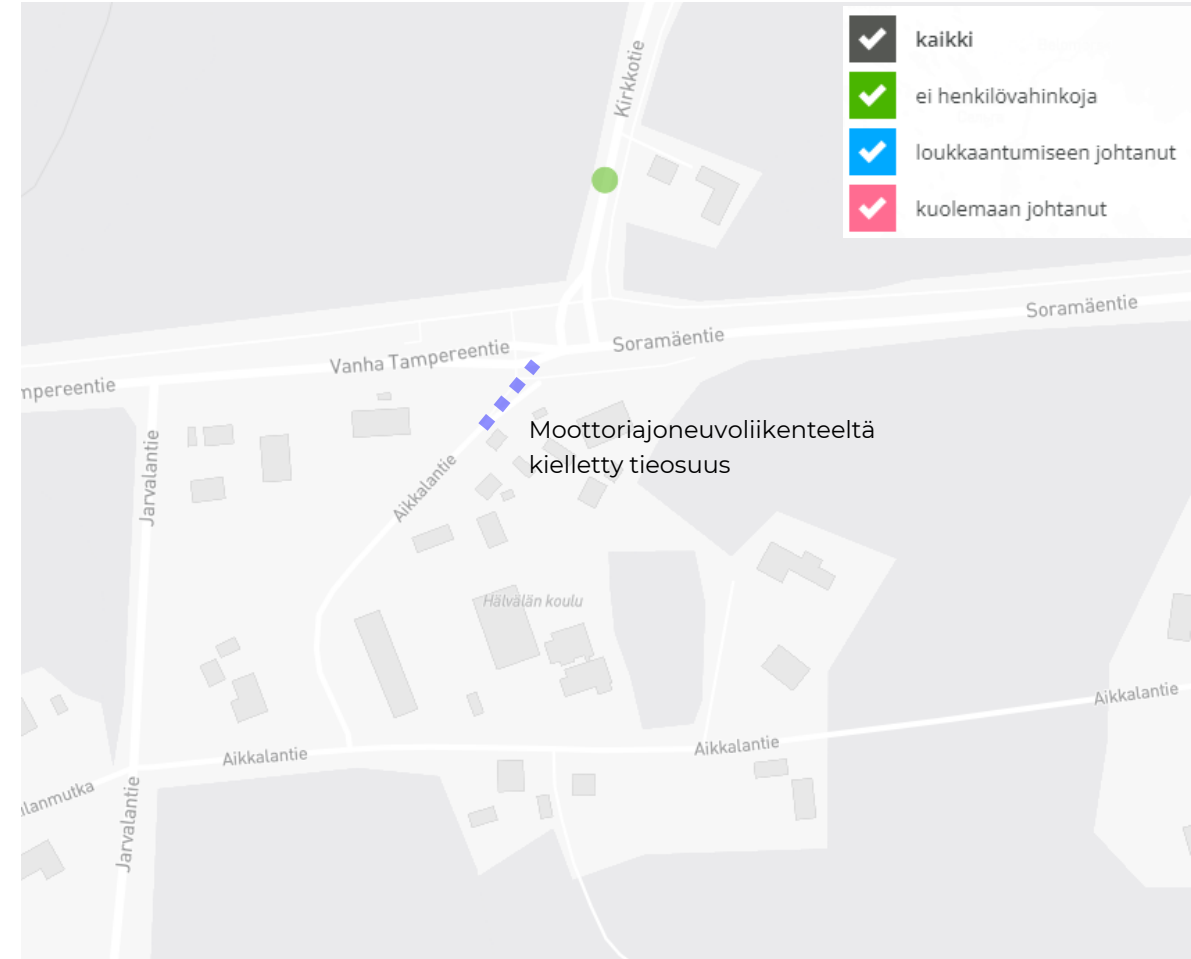 kaikki
ei henkilövahinkoja
loukkaantumiseen johtanut
kuolemaan johtanut
Kirkkotie
Soramäentie
Vanha Tampereentie
Soramäentie
mpereentie
Moottoriajoneuvoliikenteeltä
kielletty tieosuus
Jarvalantie
Aikkalantie
Hälvälän koulu
Aikkalantie
Aikkalantie
Aikkalantie
lanmutka
Jarvalantie